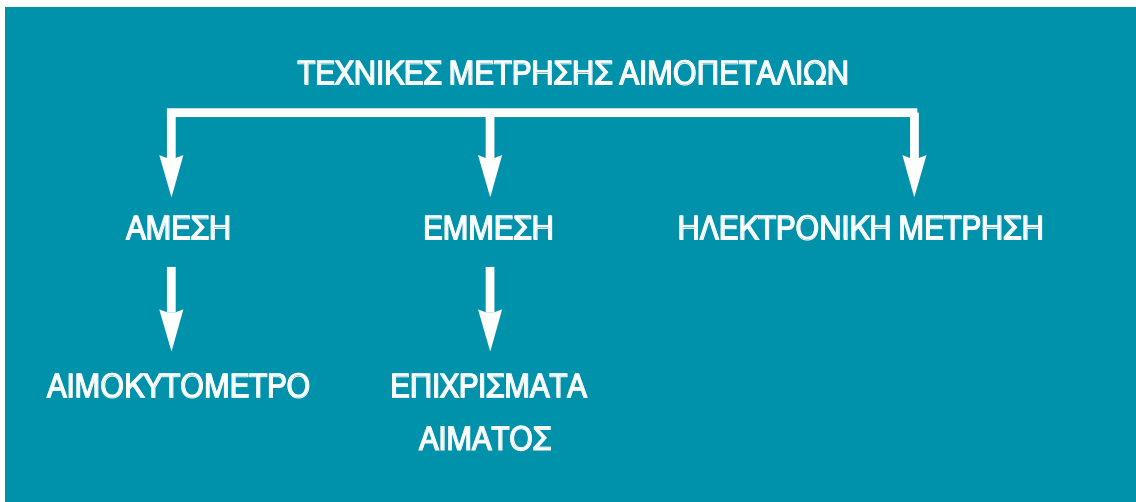 ΤΕΧΝΙΚΕΣ ΜΕΤΡΗΣΗΣ ΑΙΜΟΠΕΤΑΛΙΩΝ
ΑΜΕΣΗ
ΕΜΜΕΣΗ
ΗΛΕΚΤΡΟΝΙΚΗ ΜΕΤΡΗΣΗ
ΑΙΜΟΚΥΤΟΜΕΤΡΟ
ΕΠΙΧΡΙΣΜΑΤΑ
ΑΙΜΑΤΟΣ